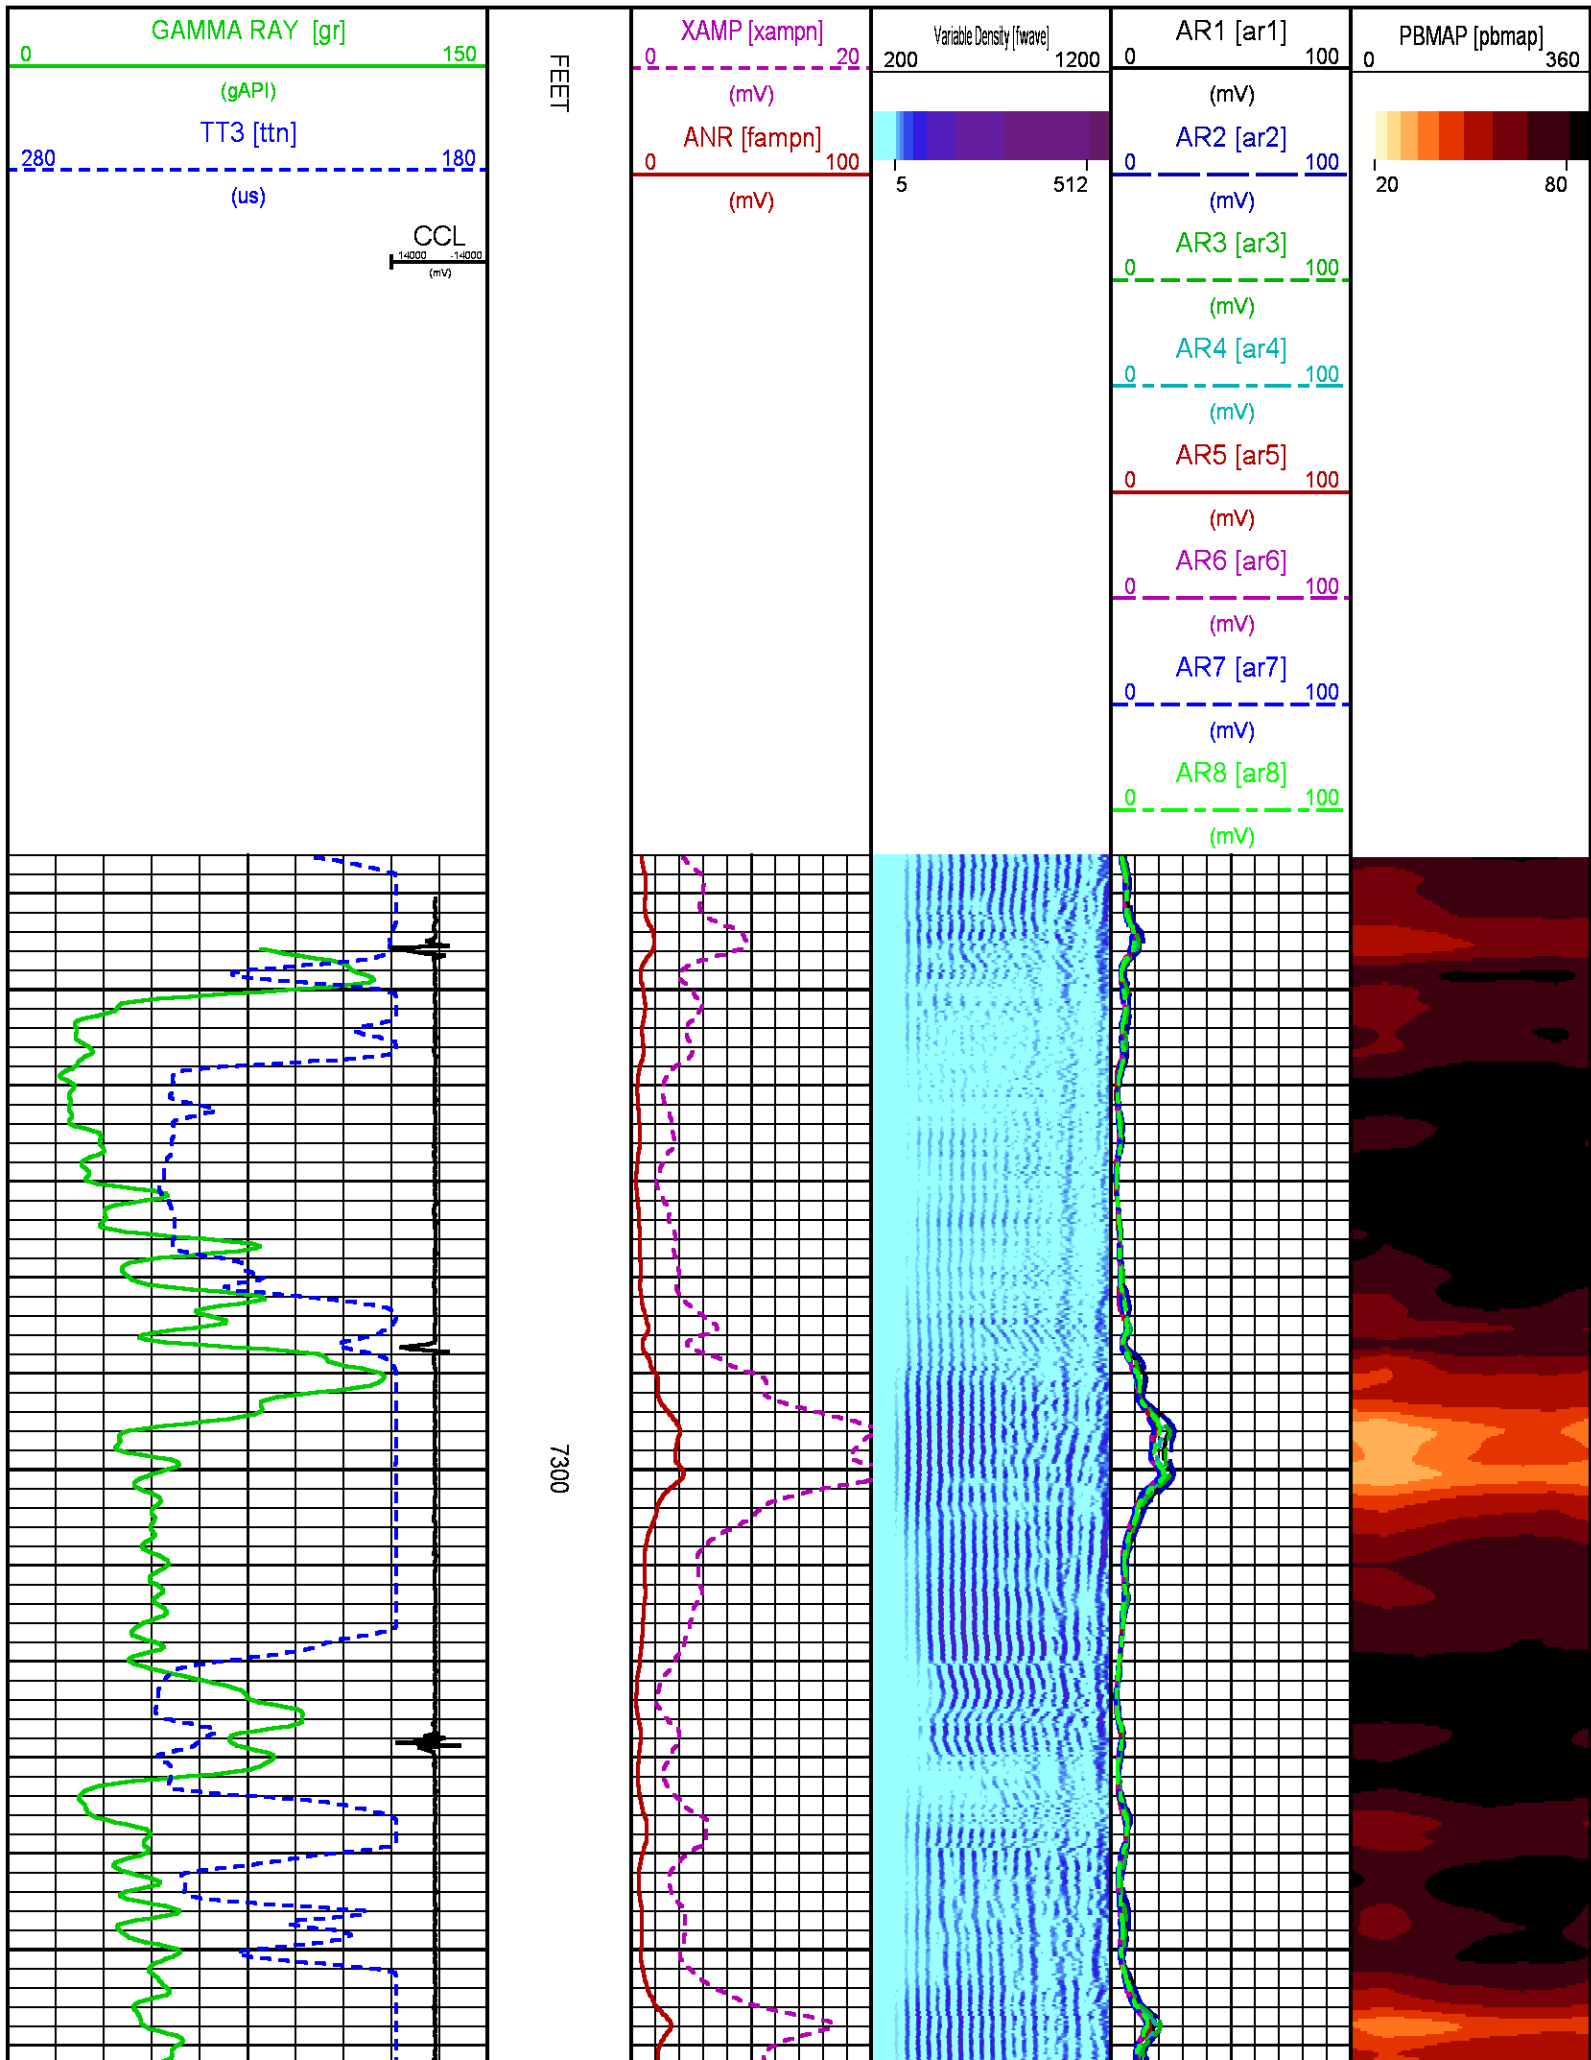 GAMMA RAY [gr]
0 150
(gAPI)
TT3 [ttn]
280 180
(us)
CCL
14000 -14000
(mV)
FEET
7300
XAMP [xampn]
0 20
(mV)
ANR [fampn]
0 100
(mV)
Variable Density [fwave]
200 1200
5 512
AR1 [ar1]
0 100
(mV)
AR2 [ar2]
0 100
(mV)
AR3 [ar3]
0 100
(mV)
AR4 [ar4]
0 100
(mV)
AR5 [ar5]
0 100
(mV)
AR6 [ar6]
0 100
(mV)
AR7 [ar7]
0 100
(mV)
AR8 [ar8]
0 100
(mV)
PBMAP [pbmap]
0 360
20 80